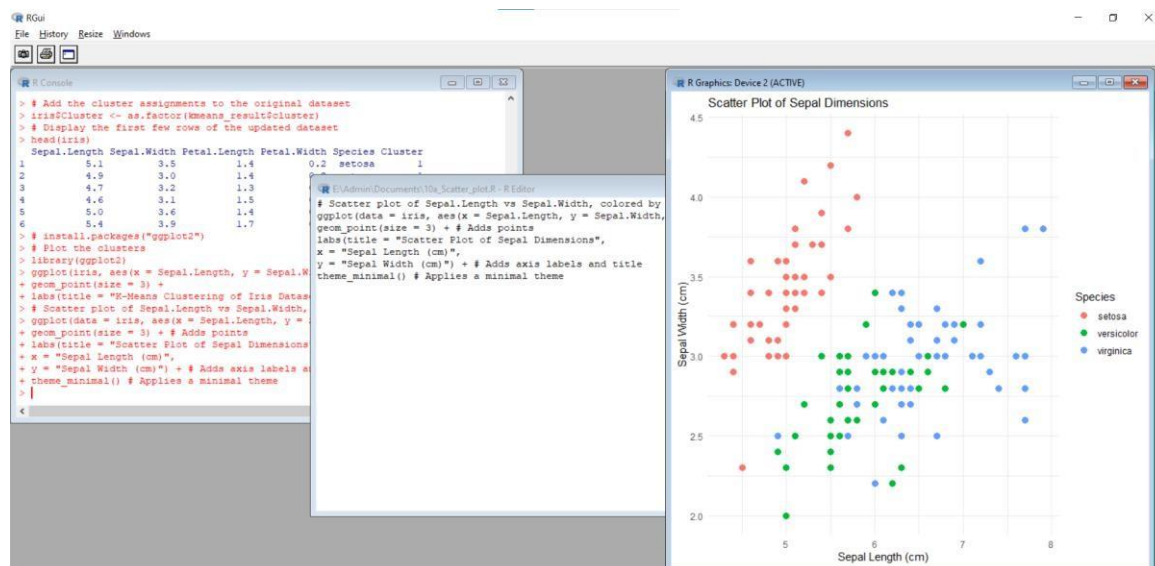 RGui
File History Resize Windows
R Console
> # Add the cluster assignments to the original dataset
> iris$Cluster <- as.factor(kmeans_result$cluster)
> # Display the first few rows of the updated dataset
> head(iris)
Sepal.Length Sepal.Width Petal.Length Petal.Width Species Cluster
1 5.1 3.5 1.4 0.2 setosa 1
2 4.9 3.0 1.4
3 4.7 3.2 1.3
4 4.6 3.1 1.5
5 5.0 3.6 1.4
6 5.4 3.9 1.7
> # install.packages("ggplot2")
> # Plot the clusters
> library(ggplot2)
> ggplot(iris, aes(x = Sepal.Length, y = Sepal.W
+ geom_point(size = 3) +
+ labs(title = "K-Means Clustering of Iris Datas
> # Scatter plot of Sepal.Length vs Sepal.Width,
> ggplot(data = iris, aes(x = Sepal.Length, y =
+ geom_point(size = 3) + # Adds points
+ labs(title = "Scatter Plot of Sepal Dimensions"
+ x = "Sepal Length (cm)",
+ y = "Sepal Width (cm)") + # Adds axis labels an
+ theme_minimal() # Applies a minimal theme
>
E:\Admin\Documents\10a_Scatter_plot.R - R Editor
# Scatter plot of Sepal.Length vs Sepal.Width, colored by
ggplot(data = iris, aes(x = Sepal.Length, y = Sepal.Width,
geom_point(size = 3) + # Adds points
labs(title = "Scatter Plot of Sepal Dimensions",
x = "Sepal Length (cm)",
y = "Sepal Width (cm)") + # Adds axis labels and title
theme_minimal() # Applies a minimal theme
R Graphics: Device 2 (ACTIVE)
Scatter Plot of Sepal Dimensions
4.5
4.0
3.5
3.0
2.5
2.0
Sepal Width (cm)
5 6 7 8
Sepal Length (cm)
Species
setosa
versicolor
virginica